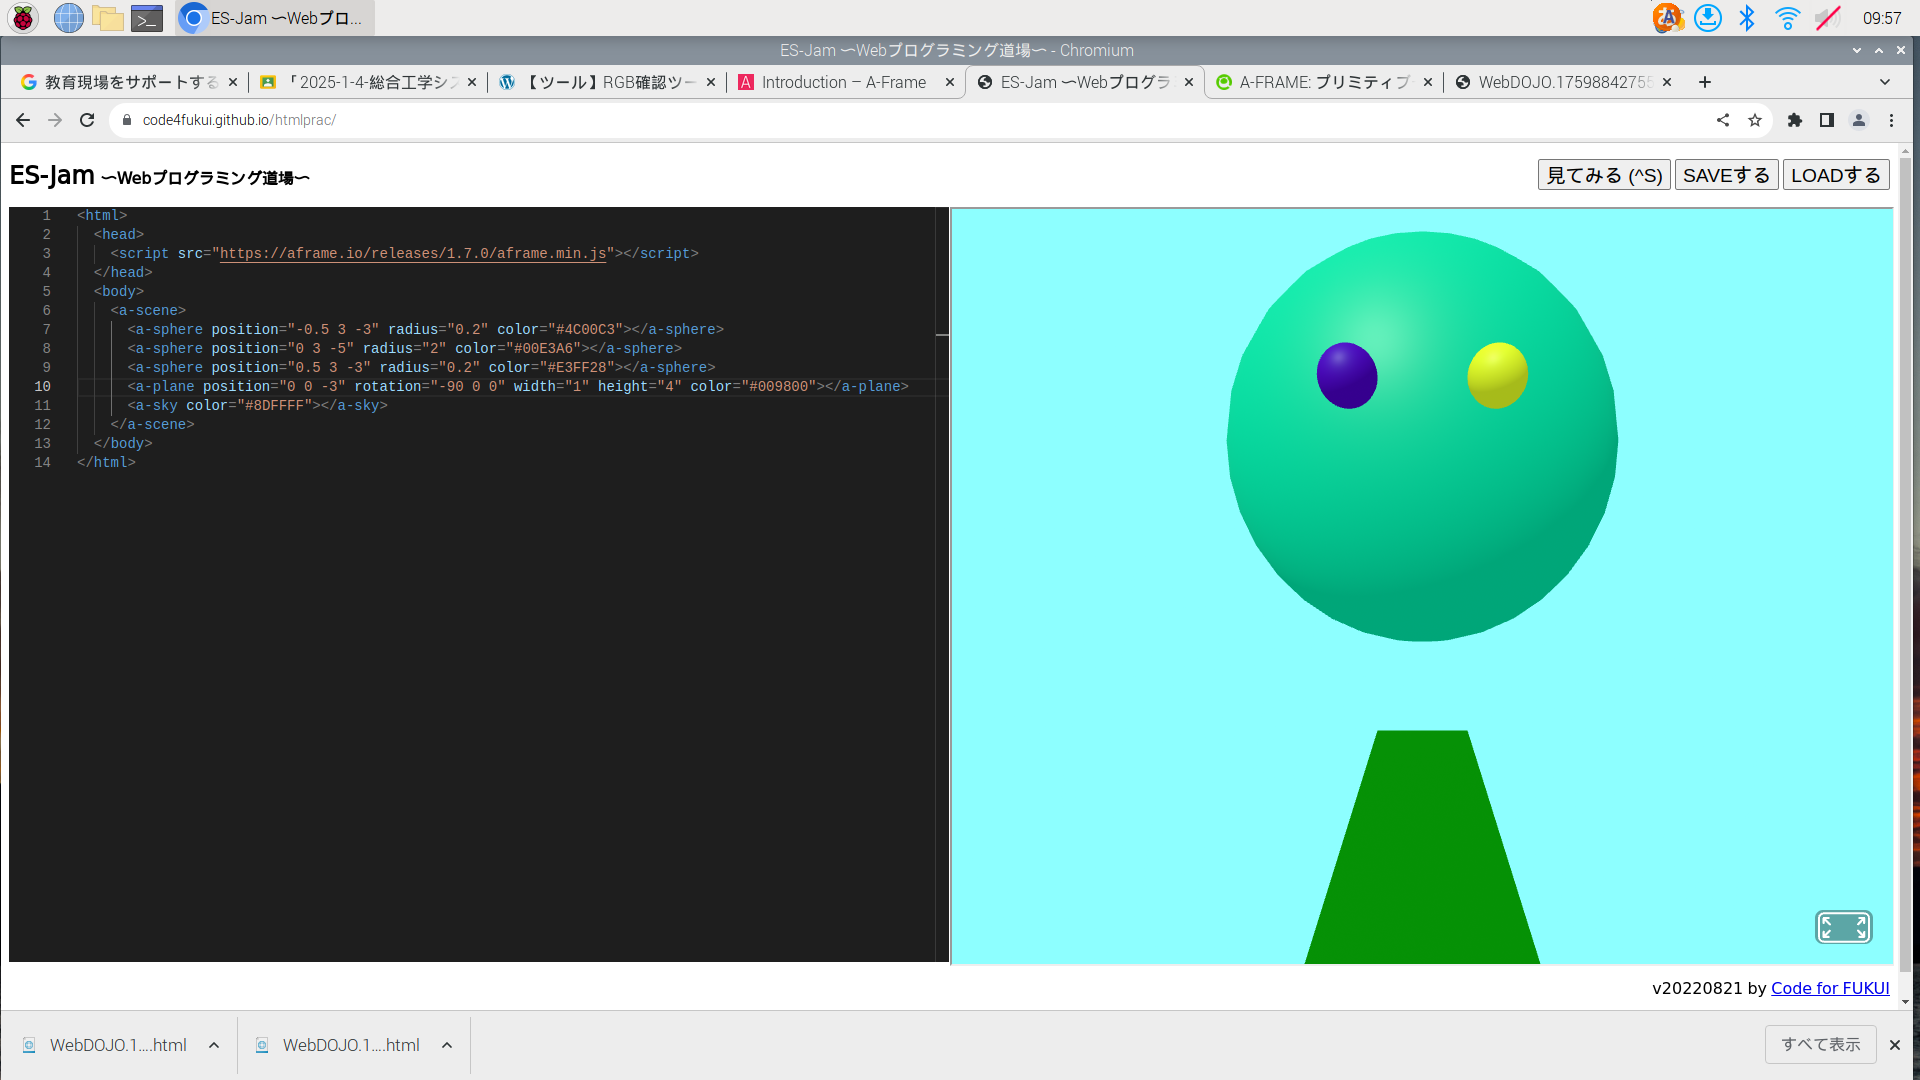 ES-Jam ～Webプロ...
09:57
ES-Jam ～Webプログラミング道場～ - Chromium
教育現場をサポートする
「2025-1-4-総合工学シス
【ツール】RGB確認ツー
Introduction – A-Frame
ES-Jam ～Webプログラ
A-FRAME: プリミティブ
WebDOJO.17598842755
code4fukui.github.io/htmlprac/
ES-Jam ～Webプログラミング道場～
見てみる (^S)
SAVEする
LOADする
1 <html>
2 <head>
3 <script src="https://aframe.io/releases/1.7.0/aframe.min.js"></script>
4 </head>
5 <body>
6 <a-scene>
7 <a-sphere position="-0.5 3 -3" radius="0.2" color="#4C00C3"></a-sphere>
8 <a-sphere position="0 3 -5" radius="2" color="#00E3A6"></a-sphere>
9 <a-sphere position="0.5 3 -3" radius="0.2" color="#E3FF28"></a-sphere>
10 <a-plane position="0 0 -3" rotation="-90 0 0" width="1" height="4" color="#009800"></a-plane>
11 <a-sky color="#8DFFFF"></a-sky>
12 </a-scene>
13 </body>
14 </html>
v20220821 by Code for FUKUI
WebDOJO.1....html
WebDOJO.1....html
すべて表示